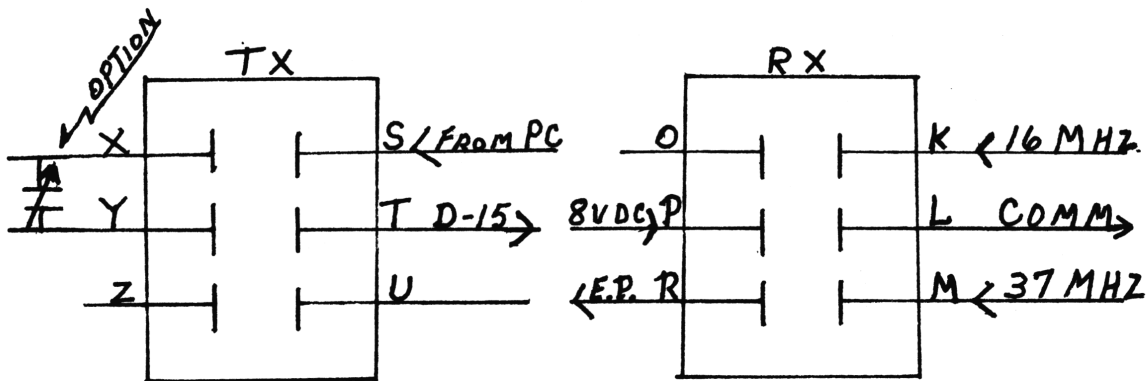 OPTION
TX
RX
X
S FROM PC
O
K 16 MHZ
Y
T D-15
8VDC P
L COMM
Z
U
E.P. R
M 37 MHZ